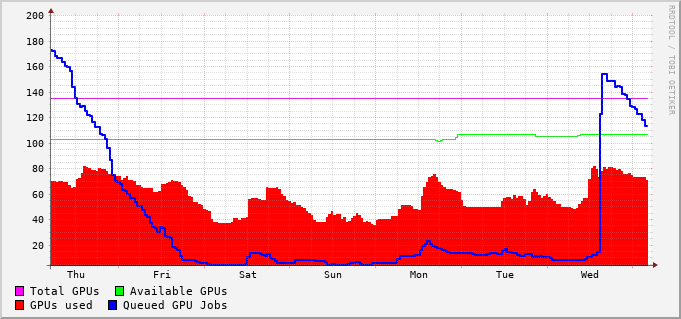 200
180
160
140
120
100
80
60
40
20
Thu Fri Sat Sun Mon Tue Wed
Total GPUs Available GPUs
GPUs used Queued GPU Jobs
RRDTOOL / TOBI OETIKER